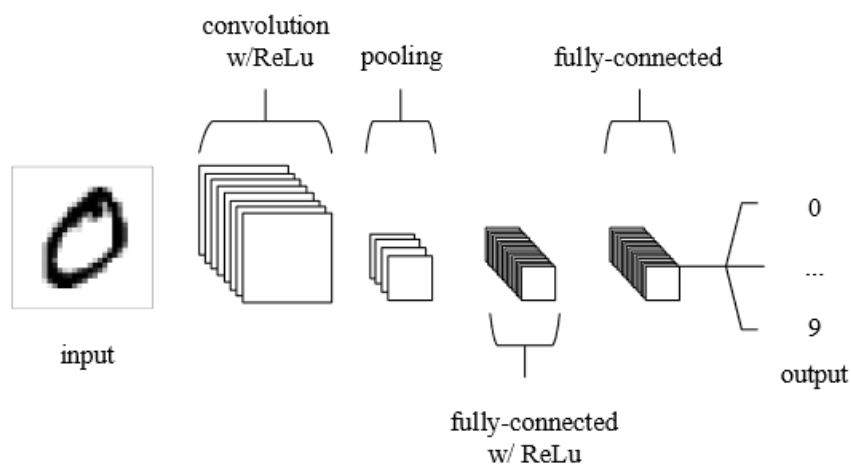 convolution
w/ReLu
pooling
fully-connected
input
0
...
9
output
fully-connected
w/ ReLu